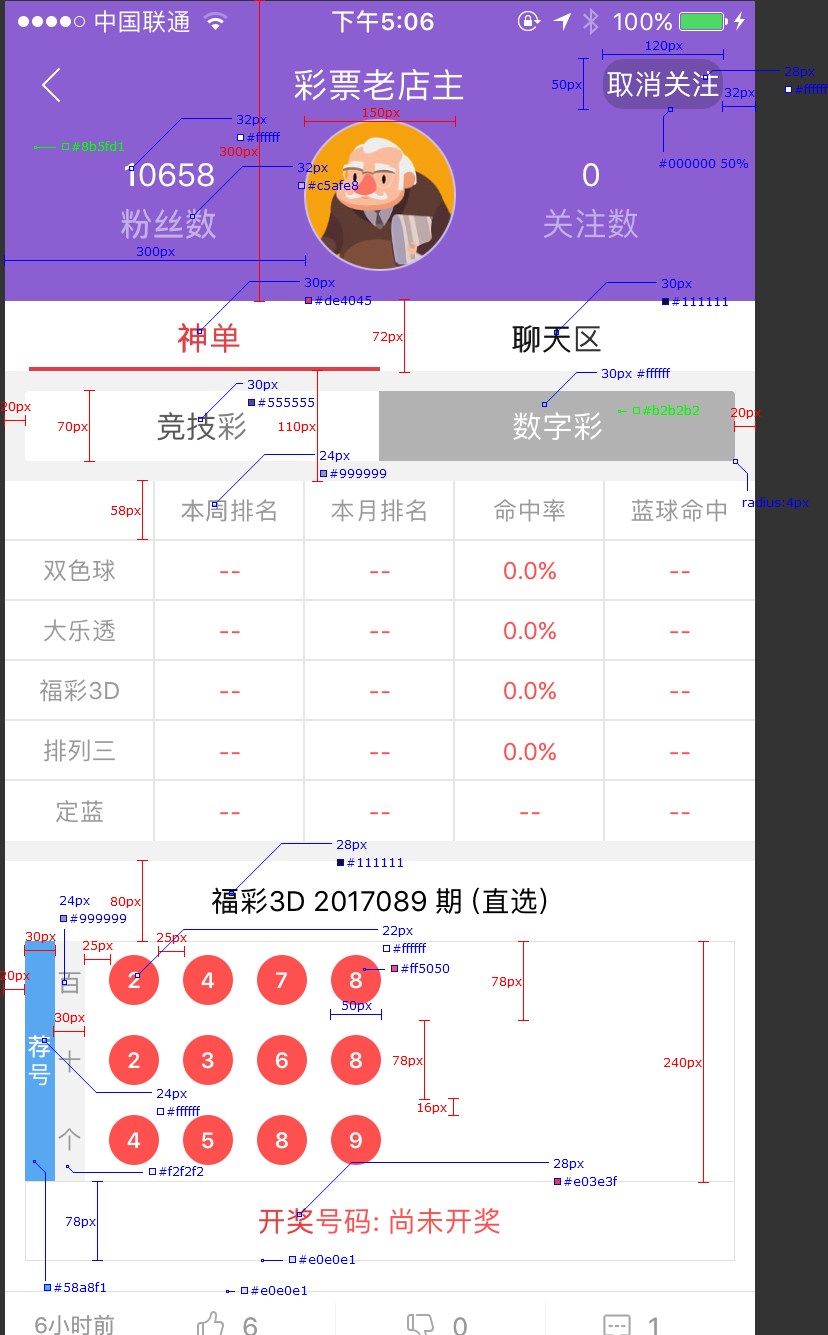 中国联通 下午5:06 100%
120px
彩票老店主 50px 取消关注 28px
#ffffff
32px
150px
32px
#ffffff
#8b5fd1 300px #000000 50%
32px
10658 0
#c5afe8
粉丝数 关注数
300px
30px 30px
#de4045 #111111
神单 72px 聊天区
30px 30px #ffffff
#555555 #b2b2b2
20px 20px
70px 竞技彩 110px 数字彩
24px
#999999
radius:4px
58px 本周排名 本月排名 命中率 蓝球命中
双色球 -- -- 0.0% --
大乐透 -- -- 0.0% --
福彩3D -- -- 0.0% --
排列三 -- -- 0.0% --
定蓝 -- -- -- --
28px
#111111
24px 80px 福彩3D 2017089 期 (直选)
#999999
30px 25px 25px 22px
#ffffff
#ff5050
20px 百 2 4 7 8 78px
50px
30px
荐号 十 2 3 6 8 78px 240px
24px 16px
#ffffff
个 4 5 8 9
#f2f2f2 28px
#e03e3f
78px 开奖号码: 尚未开奖
#e0e0e1
#58a8f1 #e0e0e1
6小时前 6 0 1